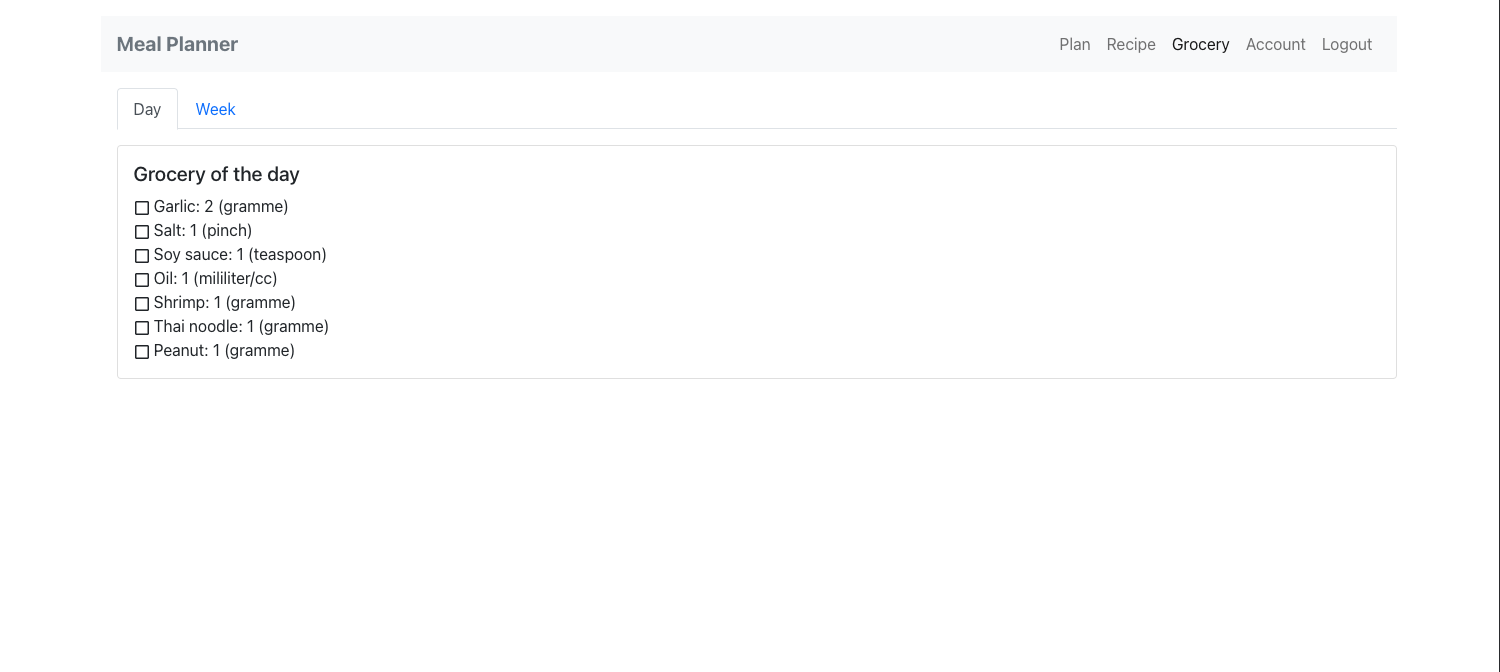 Meal Planner
Plan Recipe Grocery Account Logout
Day Week
Grocery of the day
Garlic: 2 (gramme)
Salt: 1 (pinch)
Soy sauce: 1 (teaspoon)
Oil: 1 (mililiter/cc)
Shrimp: 1 (gramme)
Thai noodle: 1 (gramme)
Peanut: 1 (gramme)